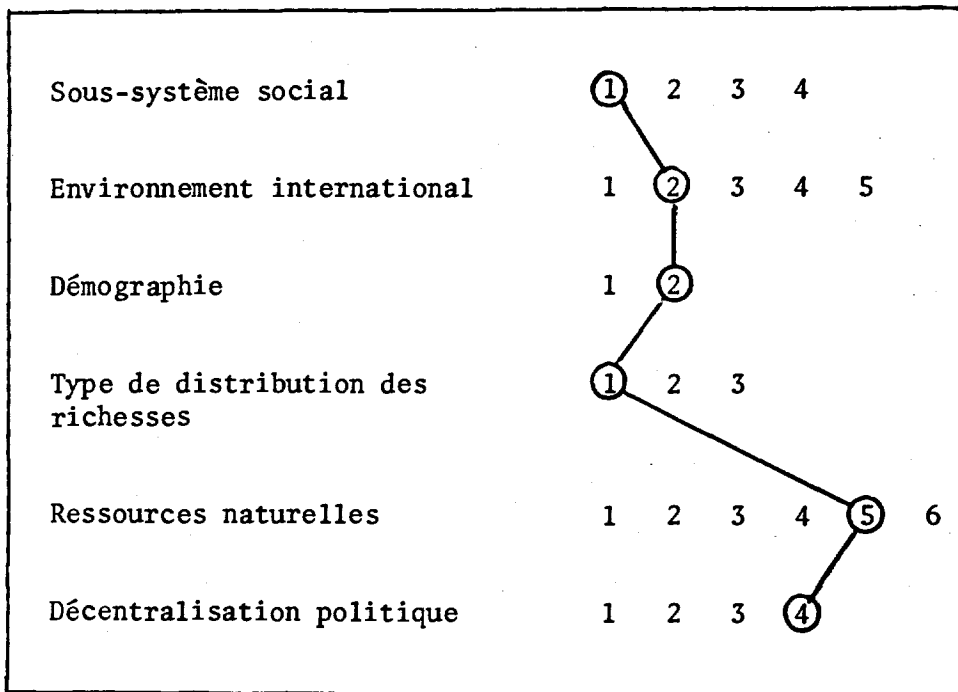 Sous-système social 1 2 3 4
Environnement international 1 2 3 4 5
Démographie 1 2
Type de distribution des 1 2 3
richesses
Ressources naturelles 1 2 3 4 5 6
Décentralisation politique 1 2 3 4